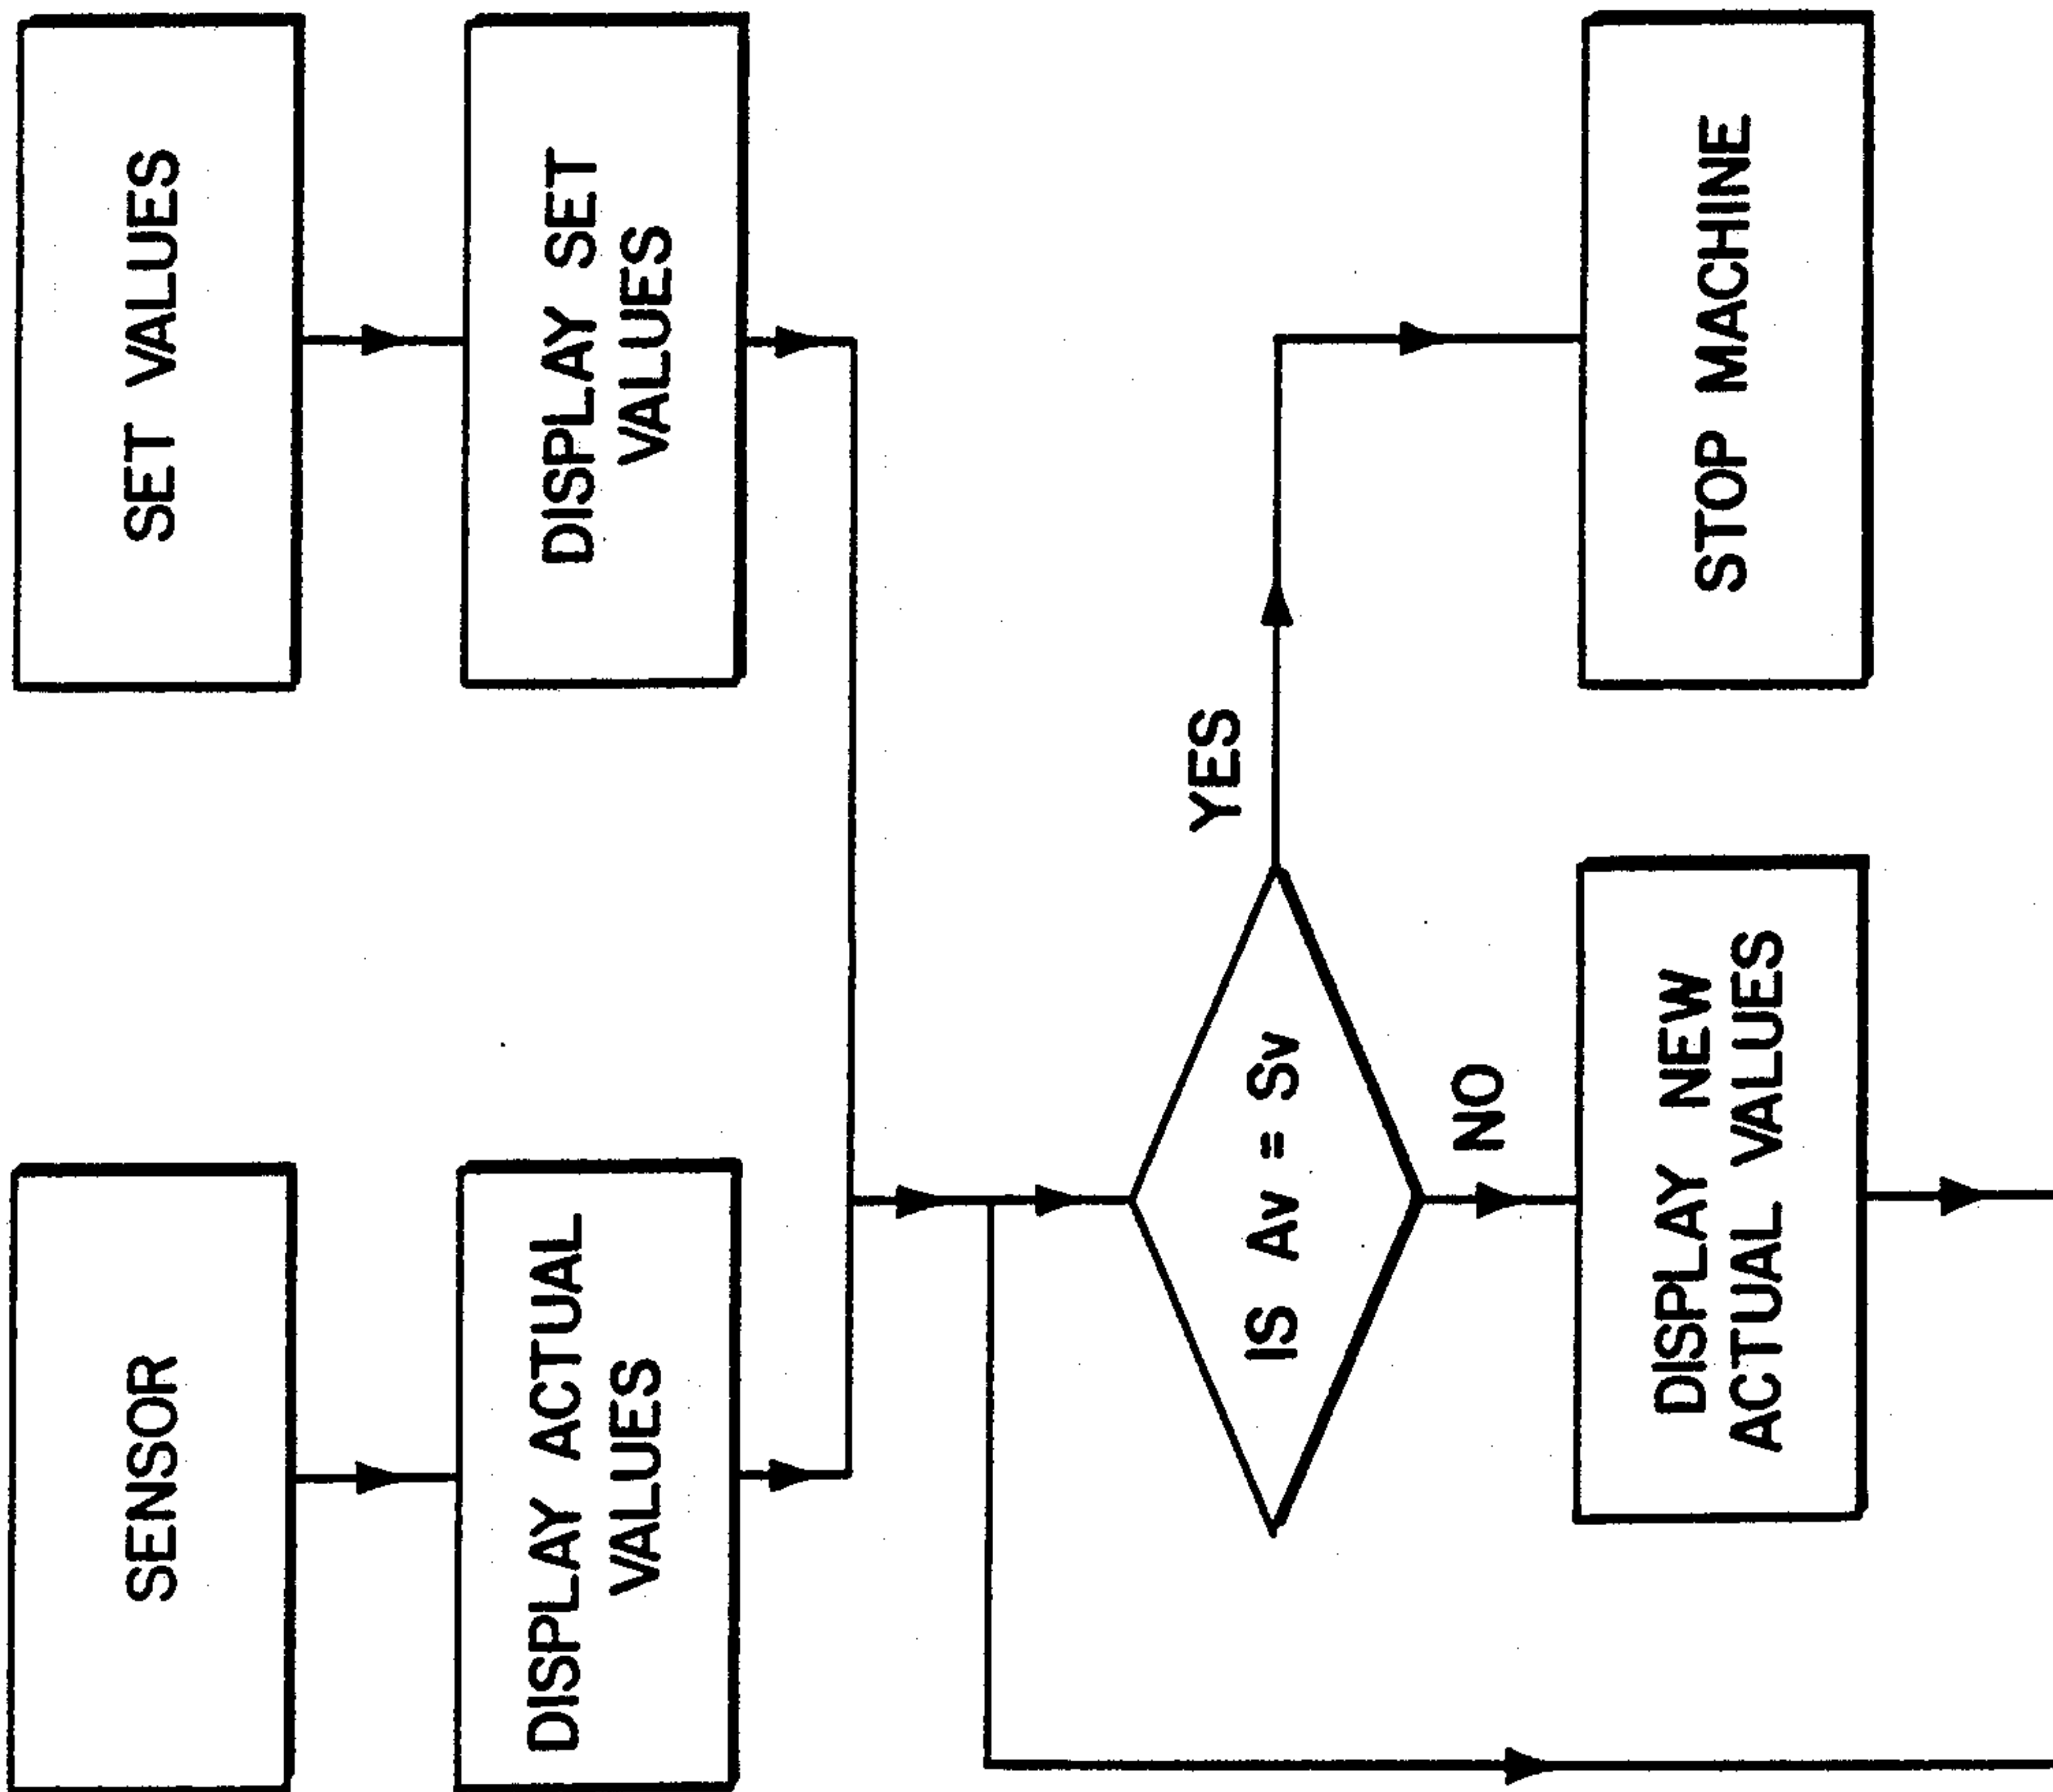 SENSOR
SET VALUES
DISPLAY ACTUAL
VALUES
DISPLAY SET
VALUES
IS AV = SV
YES
NO
DISPLAY NEW
ACTUAL VALUES
STOP MACHINE